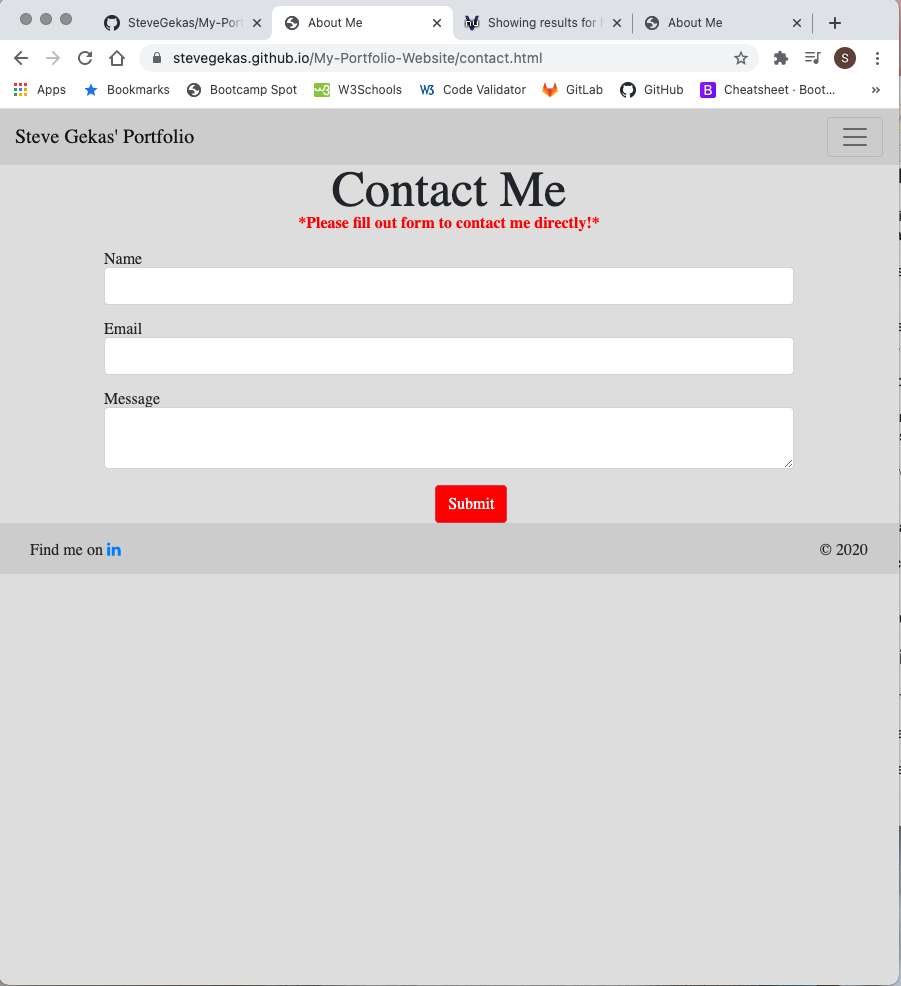 SteveGekas/My-Port
About Me
Showing results for
About Me
stevegekas.github.io/My-Portfolio-Website/contact.html
S
Apps
Bookmarks
Bootcamp Spot
W3Schools
W3 Code Validator
GitLab
GitHub
B Cheatsheet · Boot...
»
Steve Gekas' Portfolio
Contact Me
*Please fill out form to contact me directly!*
Name
Email
Message
Submit
Find me on in
© 2020